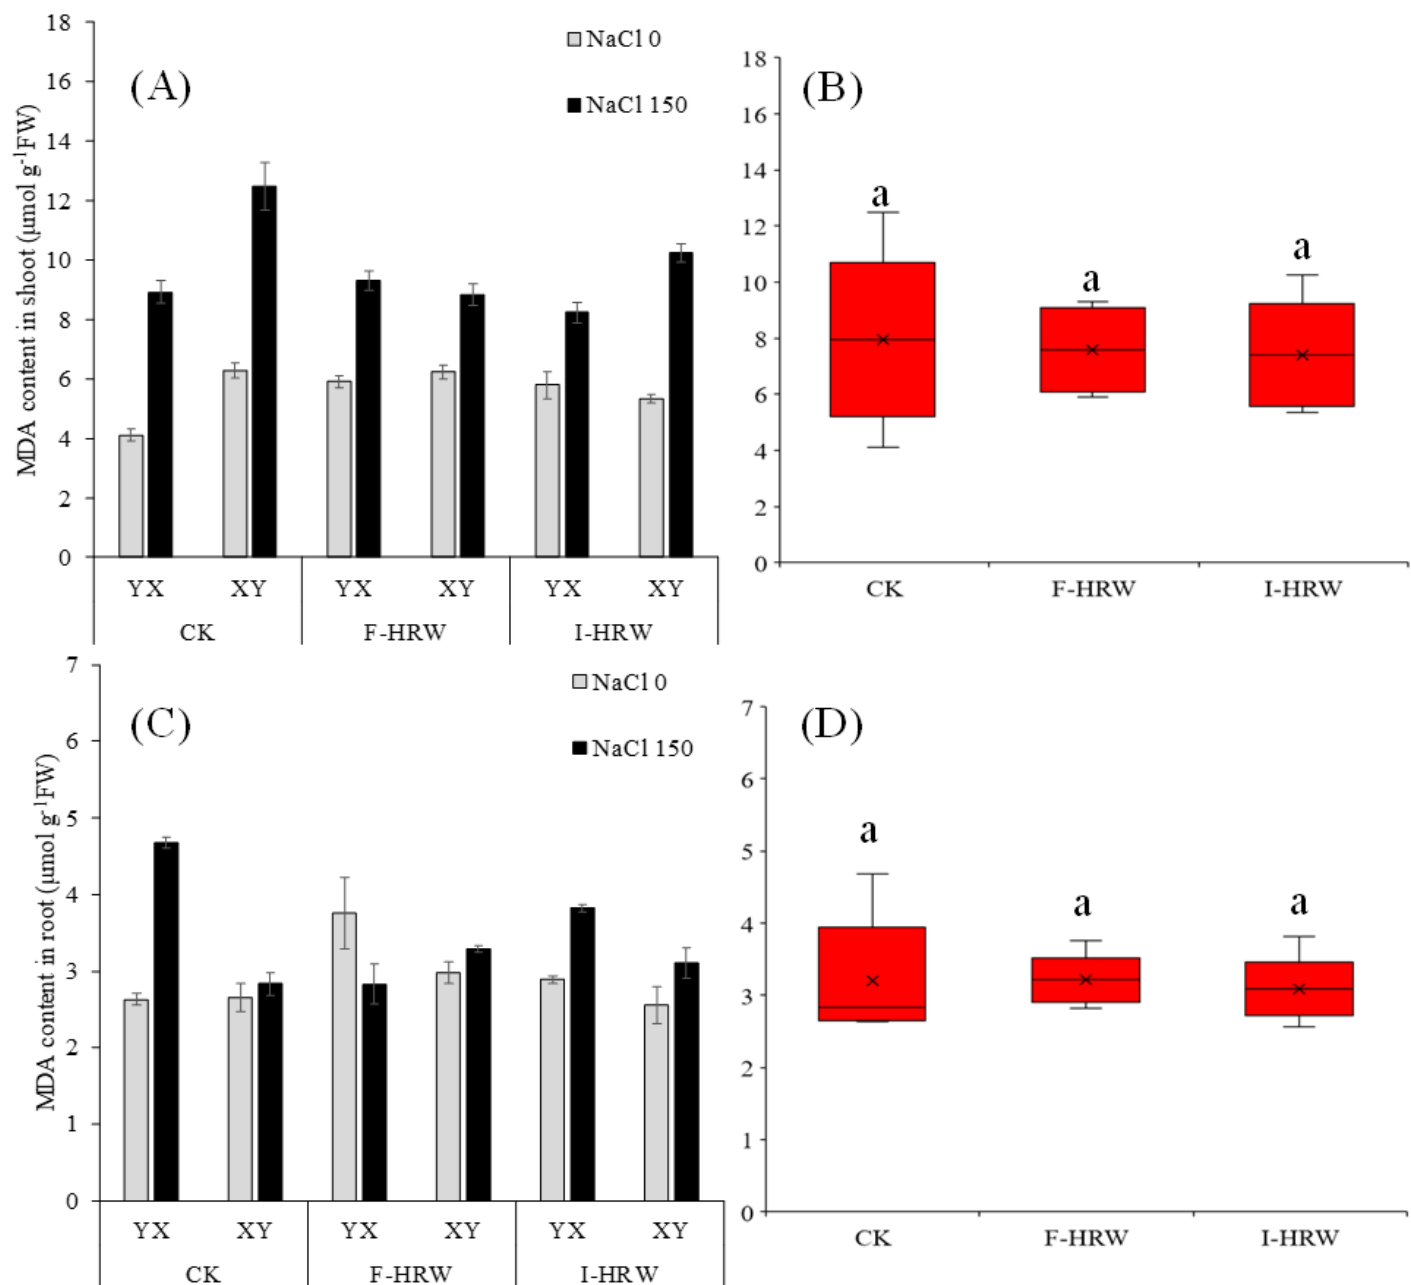 (A)
NaCl 0
NaCl 150
MDA content in shoot (μmol g-1FW)
18
16
14
12
10
8
6
4
2
0
YX XY YX XY YX XY
CK F-HRW I-HRW
(B)
18
16
14
12
10
8
6
4
2
0
a a a
CK F-HRW I-HRW
(C)
NaCl 0
NaCl 150
MDA content in root (μmol g-1FW)
7
6
5
4
3
2
1
0
YX XY YX XY YX XY
CK F-HRW I-HRW
(D)
7
6
5
4
3
2
1
0
a a a
CK F-HRW I-HRW